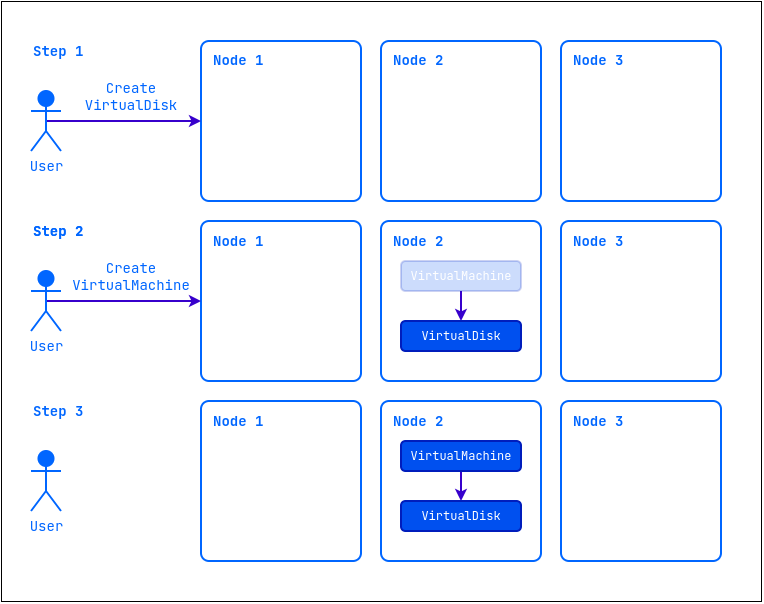 Step 1
Create
VirtualDisk
User
Node 1
Node 2
Node 3
Step 2
Create
VirtualMachine
User
Node 1
Node 2
VirtualMachine
VirtualDisk
Node 3
Step 3
User
Node 1
Node 2
VirtualMachine
VirtualDisk
Node 3